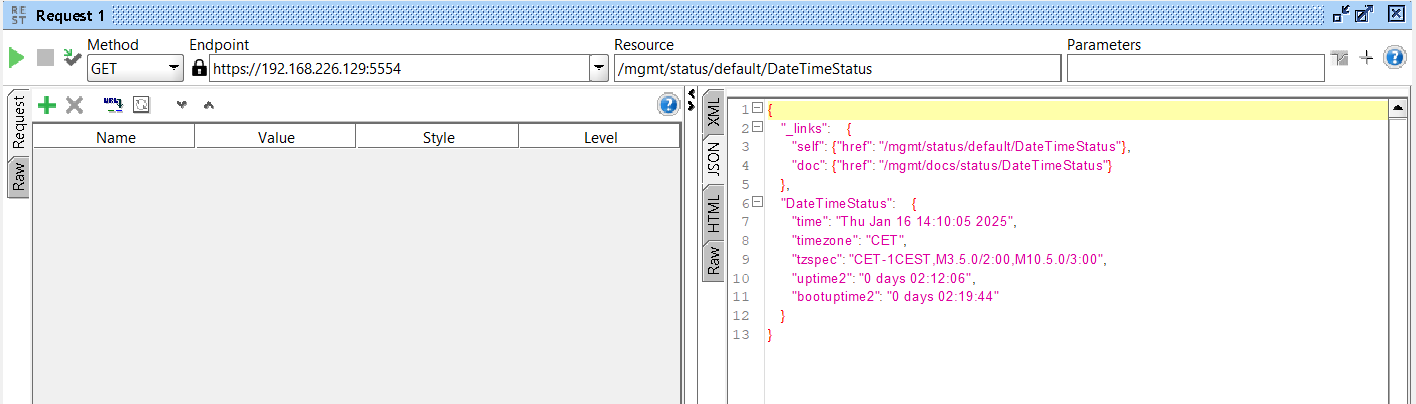 REST Request 1
Method Endpoint Resource Parameters
GET https://192.168.226.129:5554 /mgmt/status/default/DateTimeStatus
Request
Raw
Name Value Style Level
XML
JSON
HTML
Raw
1 {
2 "_links": {
3 "self": {"href": "/mgmt/status/default/DateTimeStatus"},
4 "doc": {"href": "/mgmt/docs/status/DateTimeStatus"}
5 },
6 "DateTimeStatus": {
7 "time": "Thu Jan 16 14:10:05 2025",
8 "timezone": "CET",
9 "tzspec": "CET-1CEST,M3.5.0/2:00,M10.5.0/3:00",
10 "uptime2": "0 days 02:12:06",
11 "bootuptime2": "0 days 02:19:44"
12 }
13 }